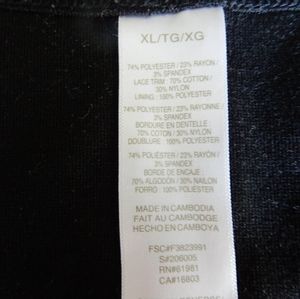 XL/TG/XG
74% POLYESTER / 23% RAYON /
3% SPANDEX
LACE TRIM : 70% COTTON /
30% NYLON
LINING : 100% POLYESTER
74% POLYESTER / 23% RAYONNE /
3% SPANDEX
BORDURE EN DENTELLE :
70% COTON / 30% NYLON
DOUBLURE : 100% POLYESTER
74% POLIÉSTER / 23% RAYÓN /
3% SPANDEX
BORDE DE ENCAJE :
70% ALGODON / 30% NAILON
FORRO : 100% POLIÉSTER
MADE IN CAMBODIA
FAIT AU CAMBODGE
HECHO EN CAMBOYA
FSC#F3823991
S#206005
RN#61981
CA#16803